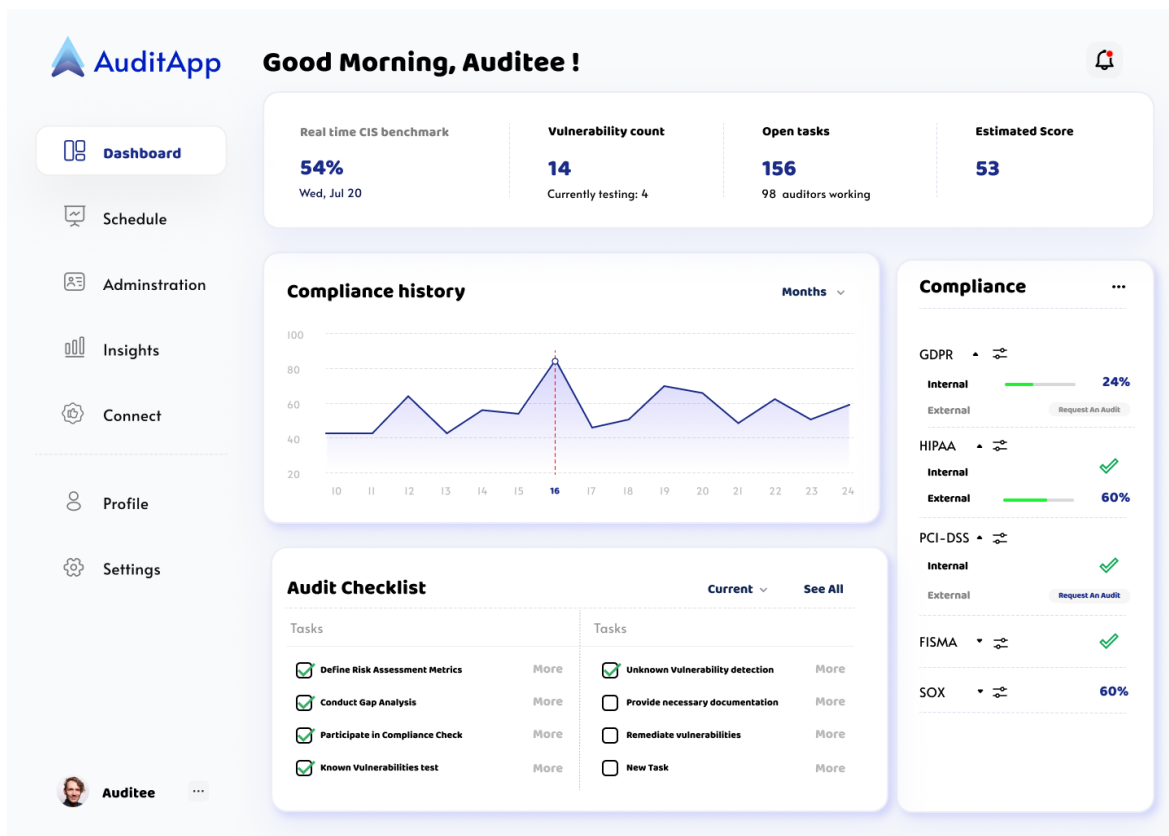 AuditApp
Good Morning, Auditee !
Dashboard
Schedule
Adminstration
Insights
Connect
Profile
Settings
Auditee
...
Real time CIS benchmark
54%
Wed, Jul 20
Vulnerability count
14
Currently testing: 4
Open tasks
156
98 auditors working
Estimated Score
53
Compliance history
Months
100
80
60
40
20
10 11 12 13 14 15 16 17 18 19 20 21 22 23 24
Audit Checklist
Current
See All
Tasks
Define Risk Assessment Metrics More
Conduct Gap Analysis More
Participate in Compliance Check More
Known Vulnerabilities test More
Tasks
Unknown Vulnerability detection More
Provide necessary documentation More
Remediate vulnerabilities More
New Task More
Compliance
...
GDPR
Internal 24%
External Request An Audit
HIPAA
Internal
External 60%
PCI-DSS
Internal
External Request An Audit
FISMA
SOX 60%